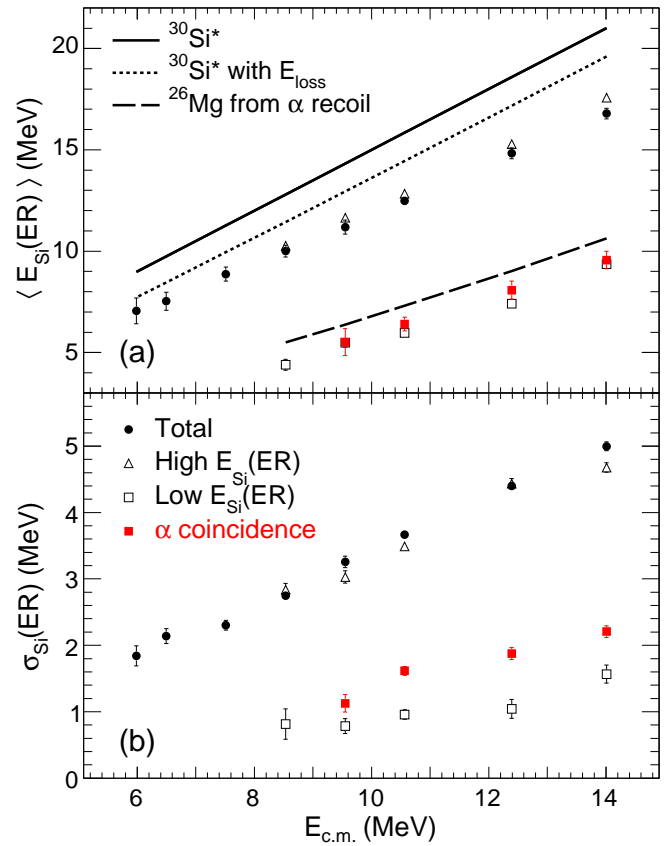 ³⁰Si*
³⁰Si* with E_loss
²⁶Mg from α recoil
20
15
10
5
⟨ E_Si(ER) ⟩ (MeV)
(a)
Total
High E_Si(ER)
Low E_Si(ER)
α coincidence
5
4
3
2
1
0
σ_Si(ER) (MeV)
(b)
6 8 10 12 14
E_c.m. (MeV)